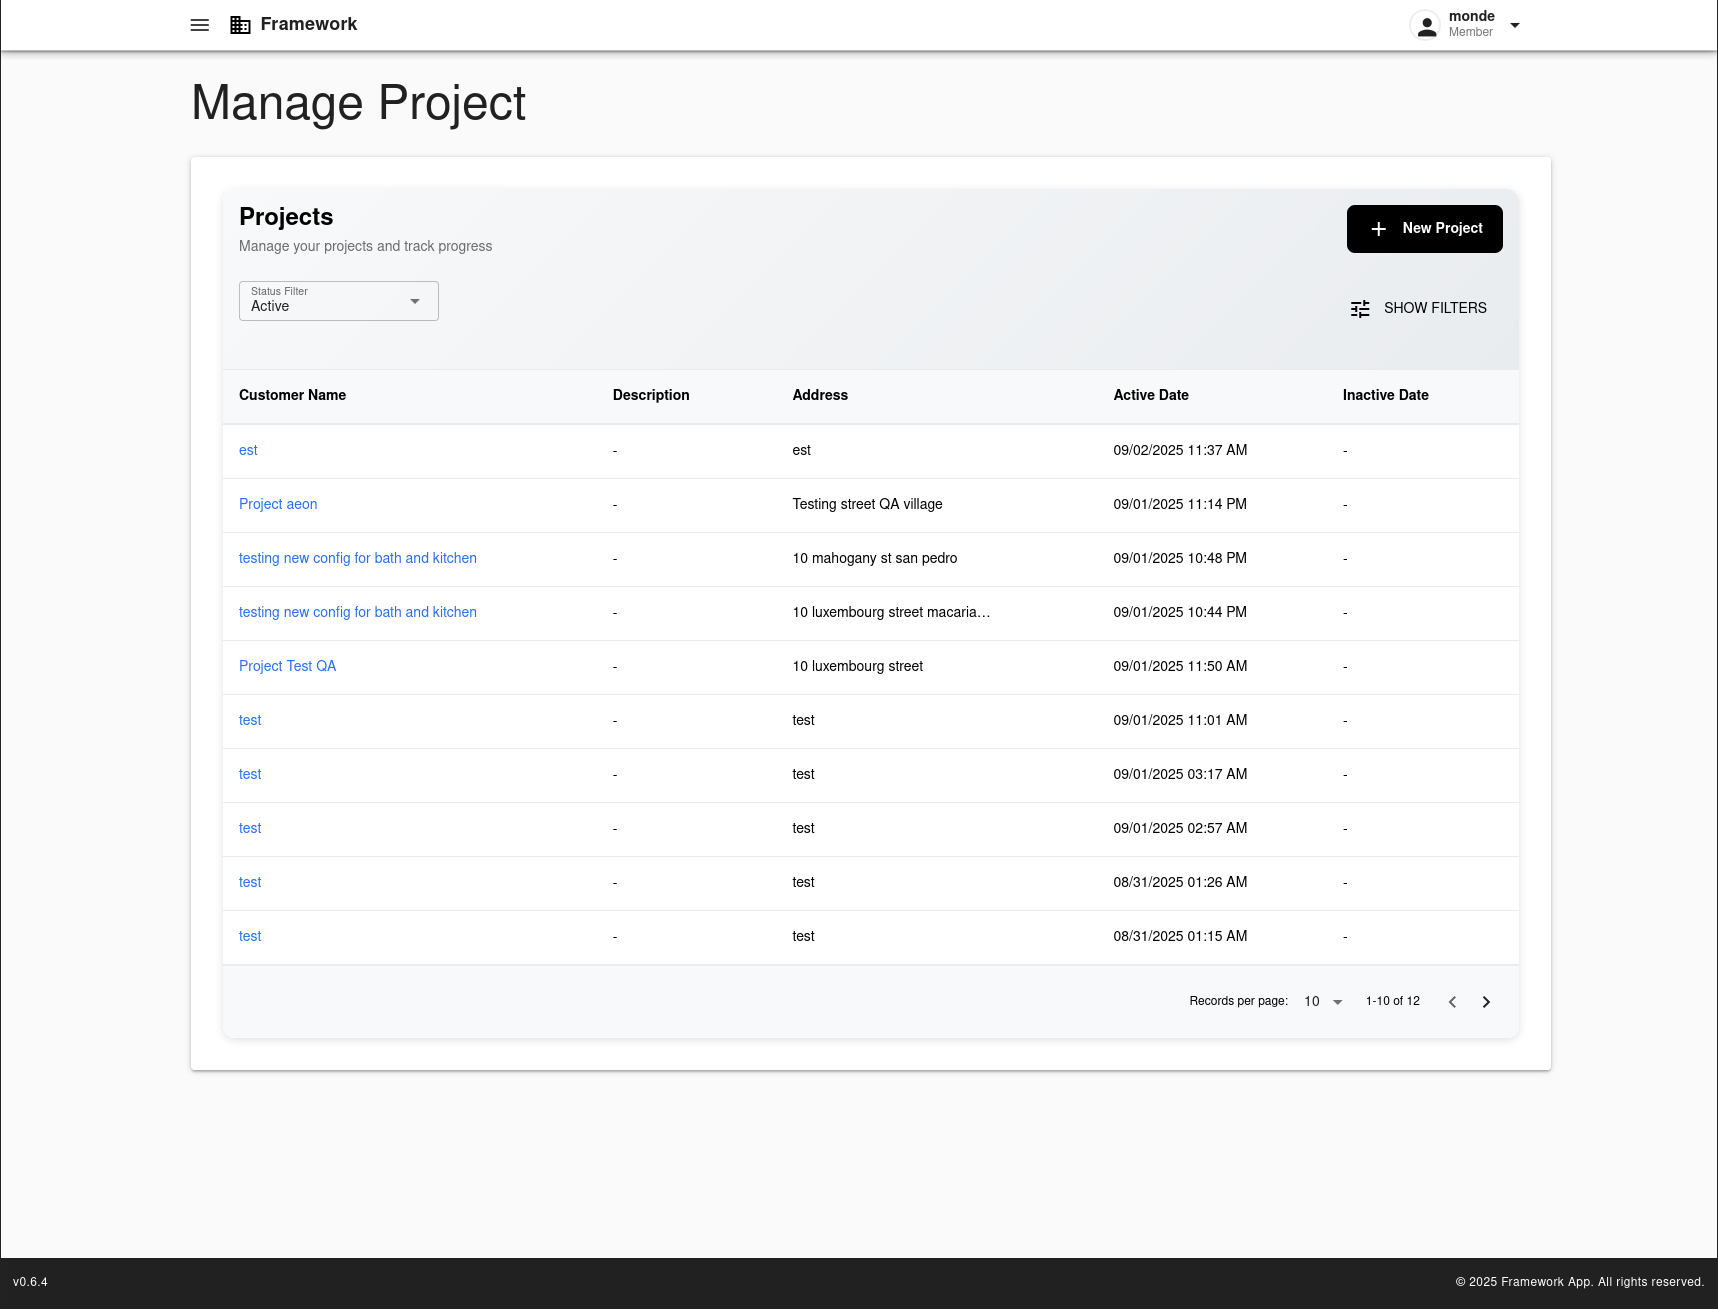 Framework
monde
Member
Manage Project
Projects
Manage your projects and track progress
New Project
Status Filter
Active
SHOW FILTERS
Customer Name Description Address Active Date Inactive Date
est - est 09/02/2025 11:37 AM -
Project aeon - Testing street QA village 09/01/2025 11:14 PM -
testing new config for bath and kitchen - 10 mahogany st san pedro 09/01/2025 10:48 PM -
testing new config for bath and kitchen - 10 luxembourg street macaria… 09/01/2025 10:44 PM -
Project Test QA - 10 luxembourg street 09/01/2025 11:50 AM -
test - test 09/01/2025 11:01 AM -
test - test 09/01/2025 03:17 AM -
test - test 09/01/2025 02:57 AM -
test - test 08/31/2025 01:26 AM -
test - test 08/31/2025 01:15 AM -
Records per page: 10 1-10 of 12
v0.6.4 © 2025 Framework App. All rights reserved.